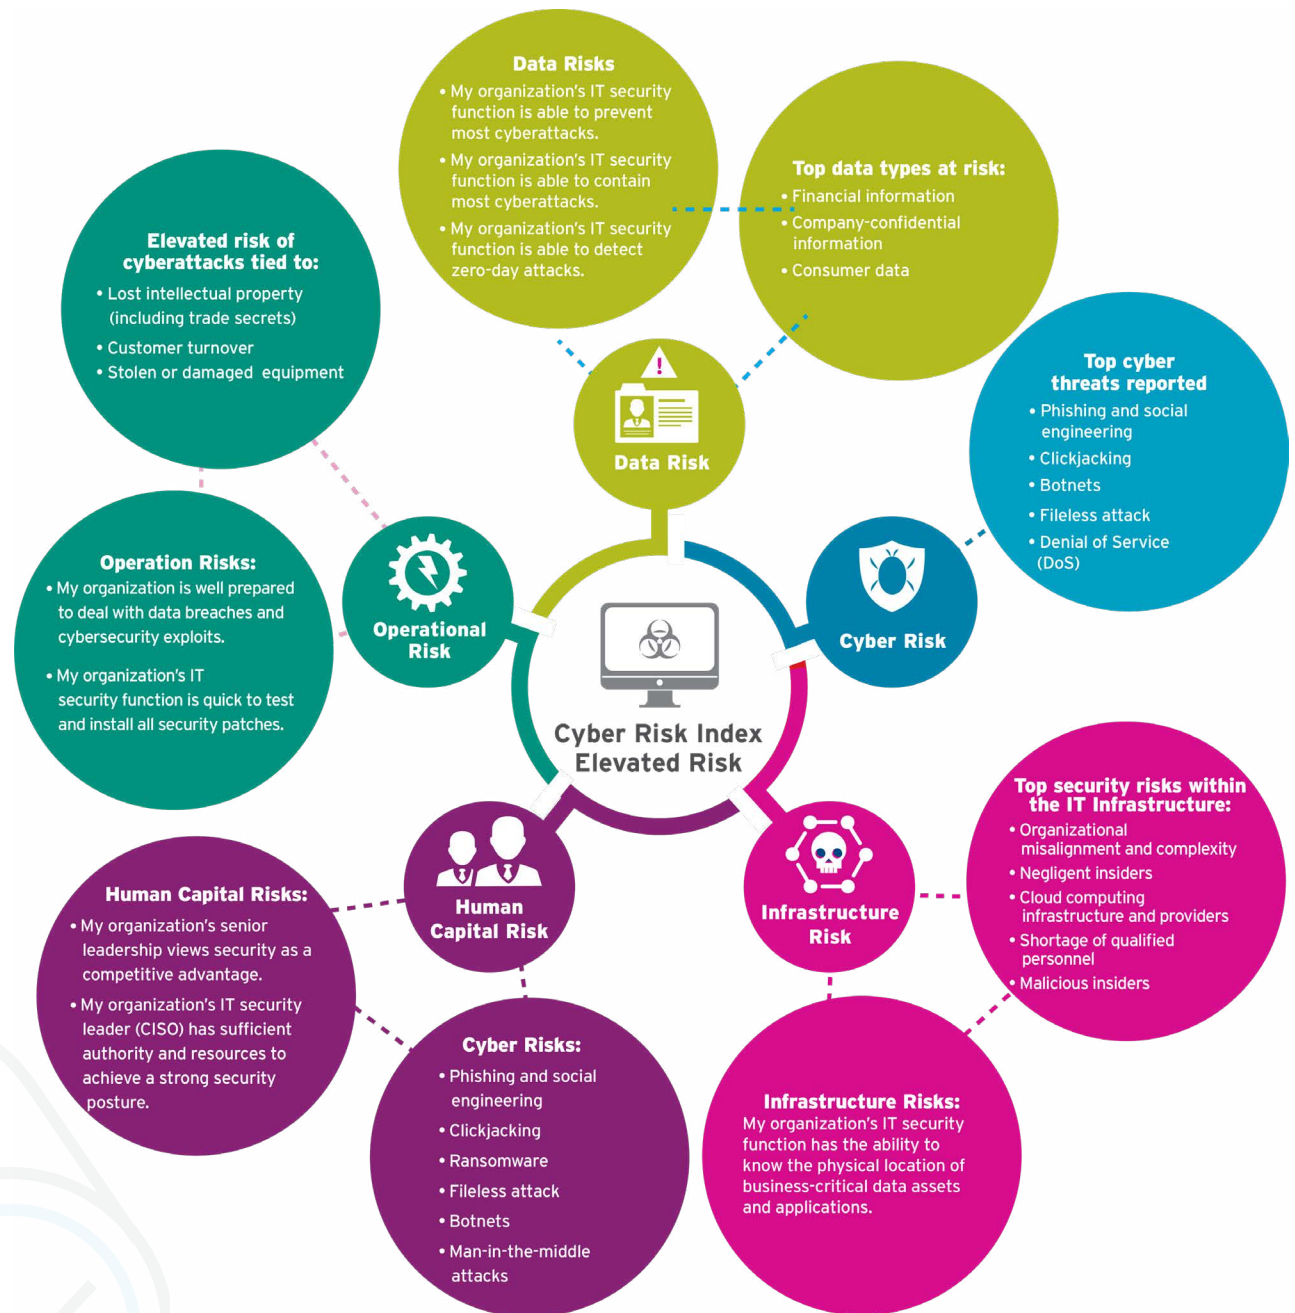 Data Risks
• My organization's IT security
function is able to prevent
most cyberattacks.
• My organization's IT security
function is able to contain
most cyberattacks.
• My organization's IT security
function is able to detect
zero-day attacks.
Top data types at risk:
• Financial information
• Company-confidential
information
• Consumer data
Elevated risk of
cyberattacks tied to:
• Lost intellectual property
(including trade secrets)
• Customer turnover
• Stolen or damaged equipment
Top cyber
threats reported
• Phishing and social
engineering
• Clickjacking
• Botnets
• Fileless attack
• Denial of Service
(DoS)
!
Data Risk
Operation Risks:
• My organization is well prepared
to deal with data breaches and
cybersecurity exploits.
• My organization's IT
security function is quick to test
and install all security patches.
Operational
Risk
Cyber Risk
Cyber Risk Index
Elevated Risk
Human
Capital Risk
Infrastructure
Risk
Top security risks within
the IT Infrastructure:
• Organizational
misalignment and complexity
• Negligent insiders
• Cloud computing
infrastructure and providers
• Shortage of qualified
personnel
• Malicious insiders
Human Capital Risks:
• My organization's senior
leadership views security as a
competitive advantage.
• My organization's IT security
leader (CISO) has sufficient
authority and resources to
achieve a strong security
posture.
Cyber Risks:
• Phishing and social
engineering
• Clickjacking
• Ransomware
• Fileless attack
• Botnets
• Man-in-the-middle
attacks
Infrastructure Risks:
My organization's IT security
function has the ability to
know the physical location of
business-critical data assets
and applications.